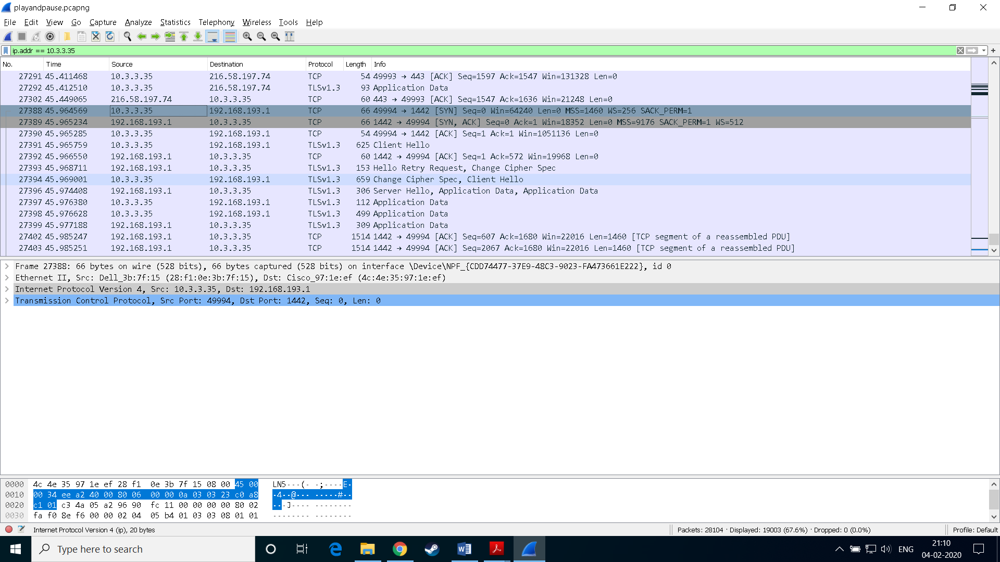 playandpause.pcapng
File Edit View Go Capture Analyze Statistics Telephony Wireless Tools Help
ip.addr == 10.3.3.35
No. Time Source Destination Protocol Length Info
27291 45.411468 10.3.3.35 216.58.197.74 TCP 54 49993 → 443 [ACK] Seq=1597 Ack=1547 Win=131328 Len=0
27292 45.412510 10.3.3.35 216.58.197.74 TLSv1.3 93 Application Data
27302 45.449065 216.58.197.74 10.3.3.35 TCP 60 443 → 49993 [ACK] Seq=1547 Ack=1636 Win=21248 Len=0
27388 45.964569 10.3.3.35 192.168.193.1 TCP 66 49994 → 1442 [SYN] Seq=0 Win=64240 Len=0 MSS=1460 WS=256 SACK_PERM=1
27389 45.965234 192.168.193.1 10.3.3.35 TCP 66 1442 → 49994 [SYN, ACK] Seq=0 Ack=1 Win=18352 Len=0 MSS=9176 SACK_PERM=1 WS=512
27390 45.965285 10.3.3.35 192.168.193.1 TCP 54 49994 → 1442 [ACK] Seq=1 Ack=1 Win=1051136 Len=0
27391 45.965759 10.3.3.35 192.168.193.1 TLSv1.3 625 Client Hello
27392 45.966550 192.168.193.1 10.3.3.35 TCP 60 1442 → 49994 [ACK] Seq=1 Ack=572 Win=19968 Len=0
27393 45.968711 192.168.193.1 10.3.3.35 TLSv1.3 153 Hello Retry Request, Change Cipher Spec
27394 45.969001 10.3.3.35 192.168.193.1 TLSv1.3 659 Change Cipher Spec, Client Hello
27396 45.974408 192.168.193.1 10.3.3.35 TLSv1.3 306 Server Hello, Application Data, Application Data
27397 45.976380 10.3.3.35 192.168.193.1 TLSv1.3 112 Application Data
27398 45.976628 10.3.3.35 192.168.193.1 TLSv1.3 499 Application Data
27399 45.977188 192.168.193.1 10.3.3.35 TLSv1.3 309 Application Data
27402 45.985247 192.168.193.1 10.3.3.35 TCP 1514 1442 → 49994 [ACK] Seq=607 Ack=1680 Win=22016 Len=1460 [TCP segment of a reassembled PDU]
27403 45.985251 192.168.193.1 10.3.3.35 TCP 1514 1442 → 49994 [ACK] Seq=2067 Ack=1680 Win=22016 Len=1460 [TCP segment of a reassembled PDU]
Frame 27388: 66 bytes on wire (528 bits), 66 bytes captured (528 bits) on interface \Device\NPF_{CDD74477-37E9-48C3-9023-FA473661E222}, id 0
Ethernet II, Src: Dell_3b:7f:15 (28:f1:0e:3b:7f:15), Dst: Cisco_97:1e:ef (4c:4e:35:97:1e:ef)
Internet Protocol Version 4, Src: 10.3.3.35, Dst: 192.168.193.1
Transmission Control Protocol, Src Port: 49994, Dst Port: 1442, Seq: 0, Len: 0
0000 4c 4e 35 97 1e ef 28 f1 0e 3b 7f 15 08 00 45 00 LN5···(· ·;····E·
0010 00 34 ee a2 40 00 80 06 00 00 0a 03 03 23 c0 a8 ·4··@··· ·····#··
0020 c1 01 c3 4a 05 a2 96 90 fc 11 00 00 00 00 80 02 ···J···· ········
0030 fa f0 8e f6 00 00 02 04 05 b4 01 03 03 08 01 01 ········ ········
Internet Protocol Version 4 (ip), 20 bytes
Packets: 28104 · Displayed: 19003 (67.6%) · Dropped: 0 (0.0%)
Profile: Default
Type here to search
ENG
21:10
04-02-2020